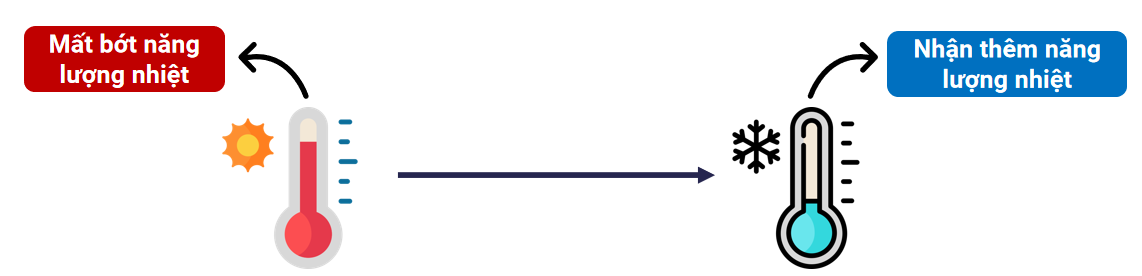 Mất bớt năng
lượng nhiệt
Nhận thêm năng
lượng nhiệt